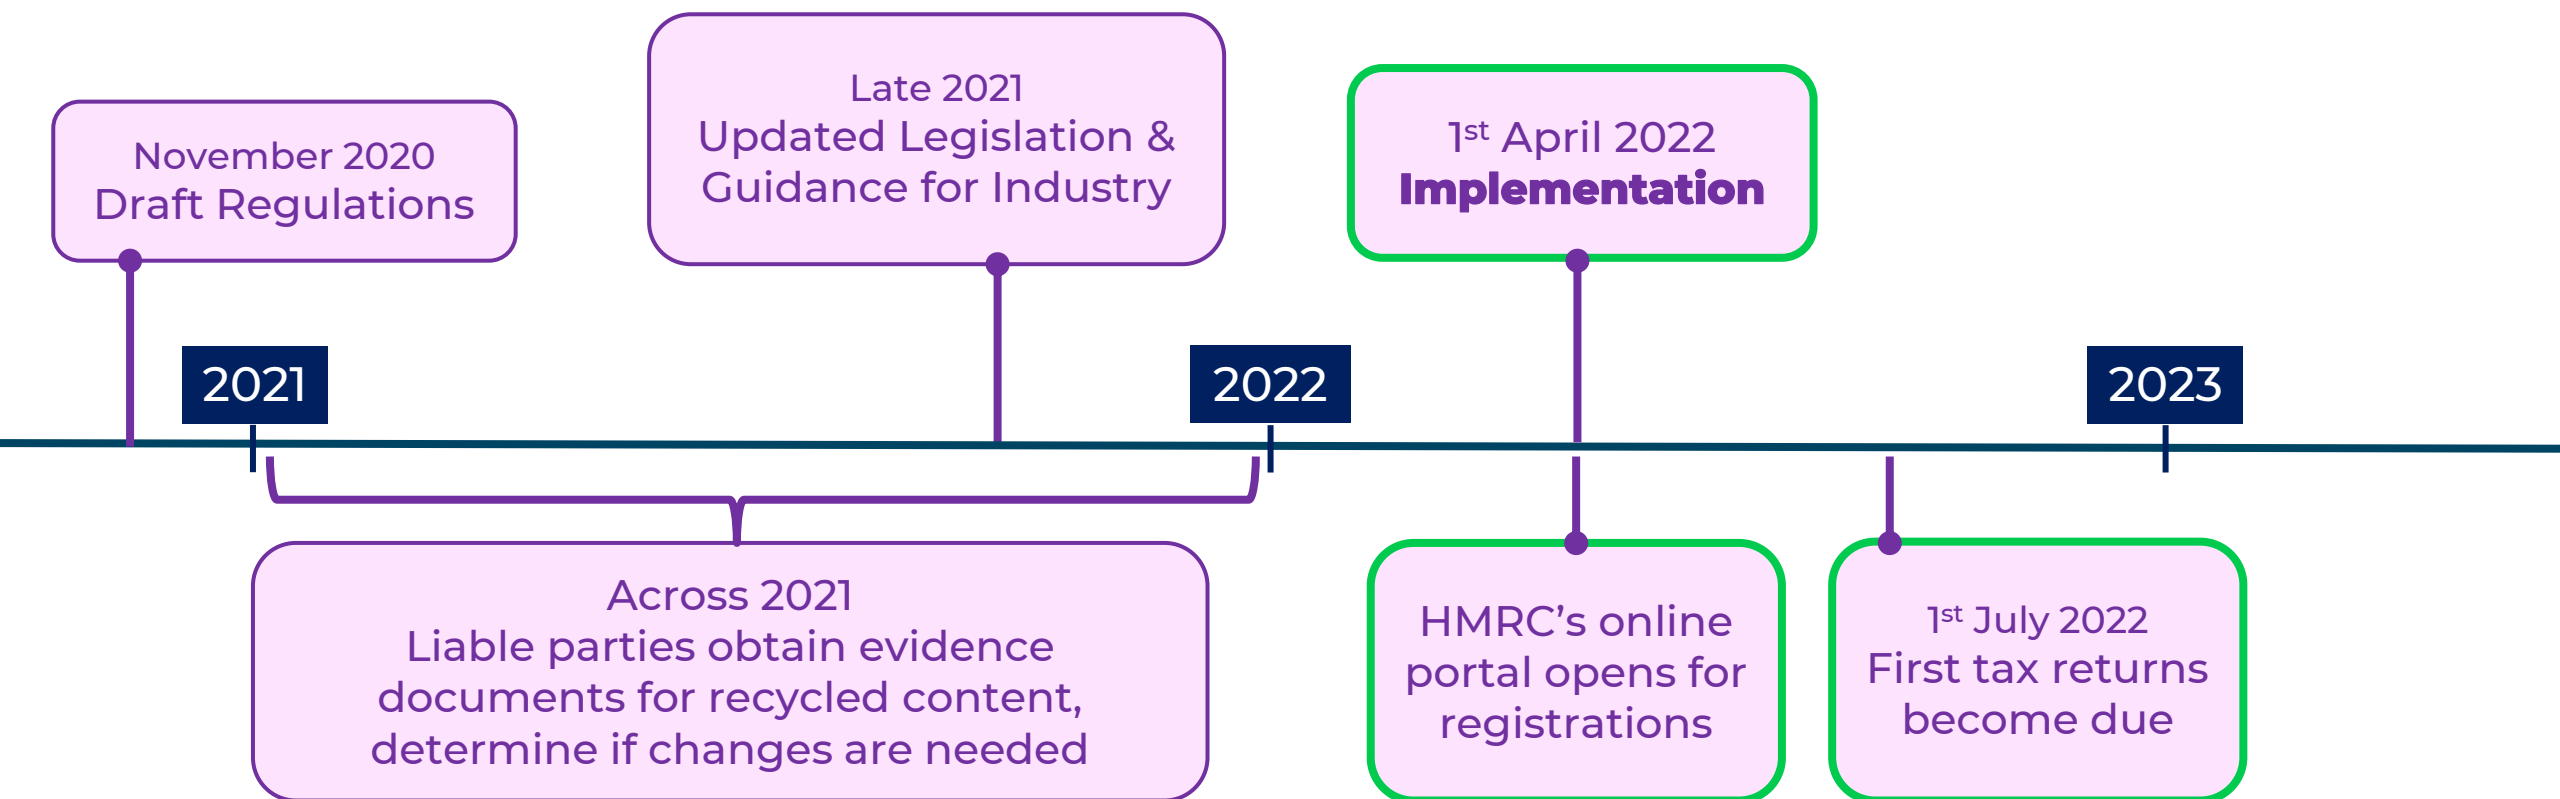 November 2020
Draft Regulations
Late 2021
Updated Legislation &
Guidance for Industry
1st April 2022
Implementation
2021
2022
2023
Across 2021
Liable parties obtain evidence
documents for recycled content,
determine if changes are needed
HMRC’s online
portal opens for
registrations
1st July 2022
First tax returns
become due